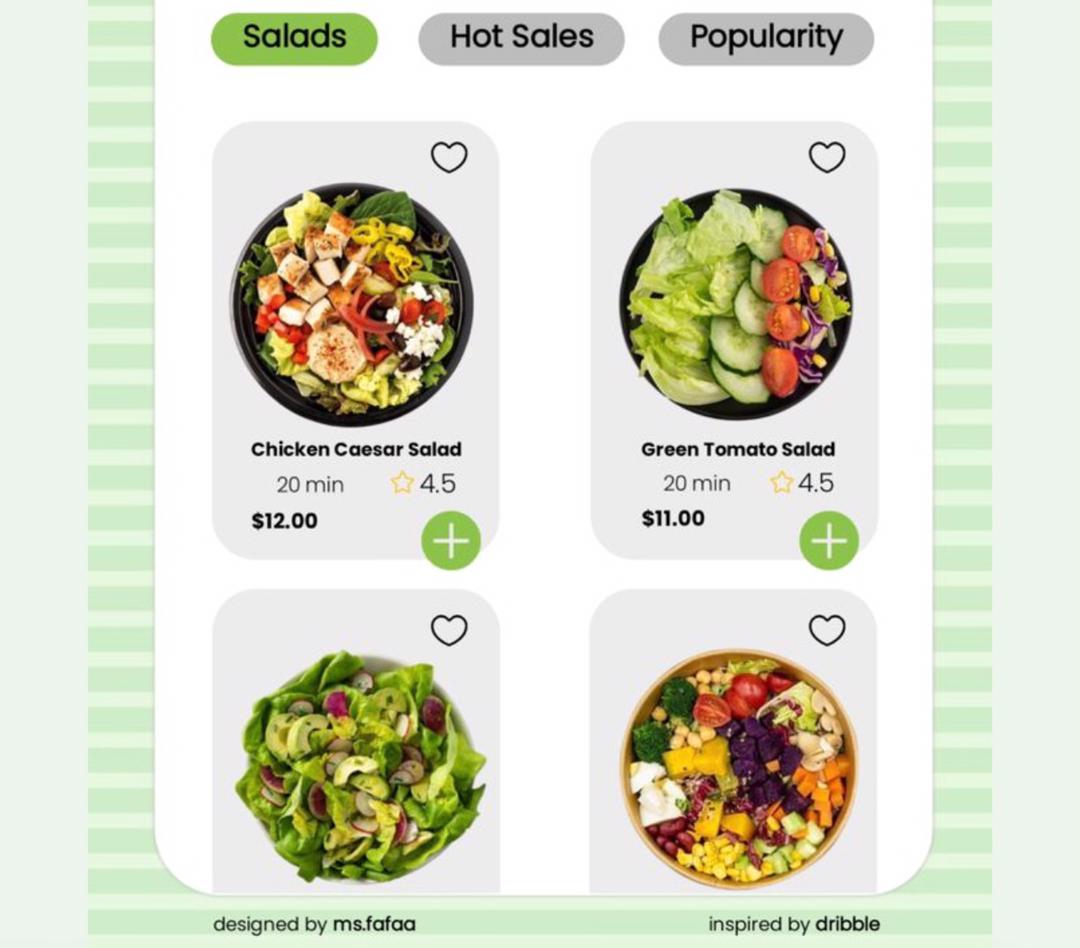 Salads
Hot Sales
Popularity
Chicken Caesar Salad
20 min
4.5
$12.00
Green Tomato Salad
20 min
4.5
$11.00
designed by ms.fafaa
inspired by dribble